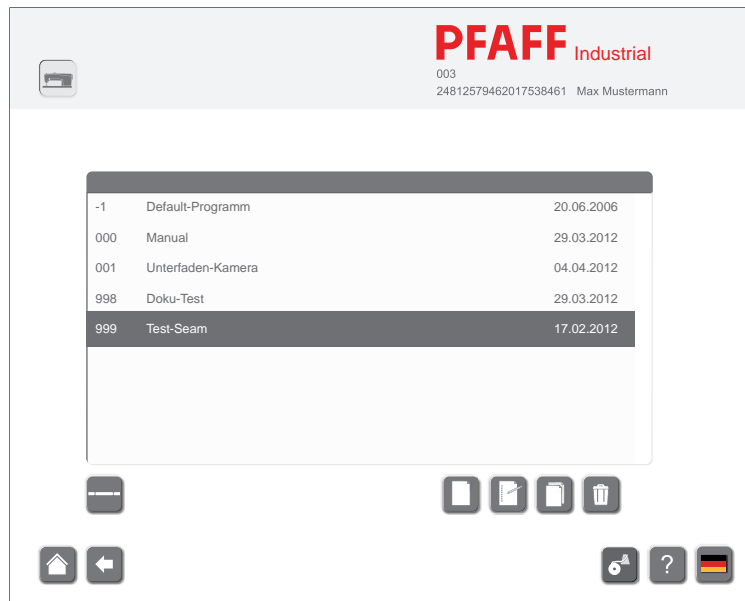 PFAFF Industrial
003
24812579462017538461 Max Mustermann
-1 Default-Programm 20.06.2006
000 Manual 29.03.2012
001 Unterfaden-Kamera 04.04.2012
998 Doku-Test 29.03.2012
999 Test-Seam 17.02.2012
?